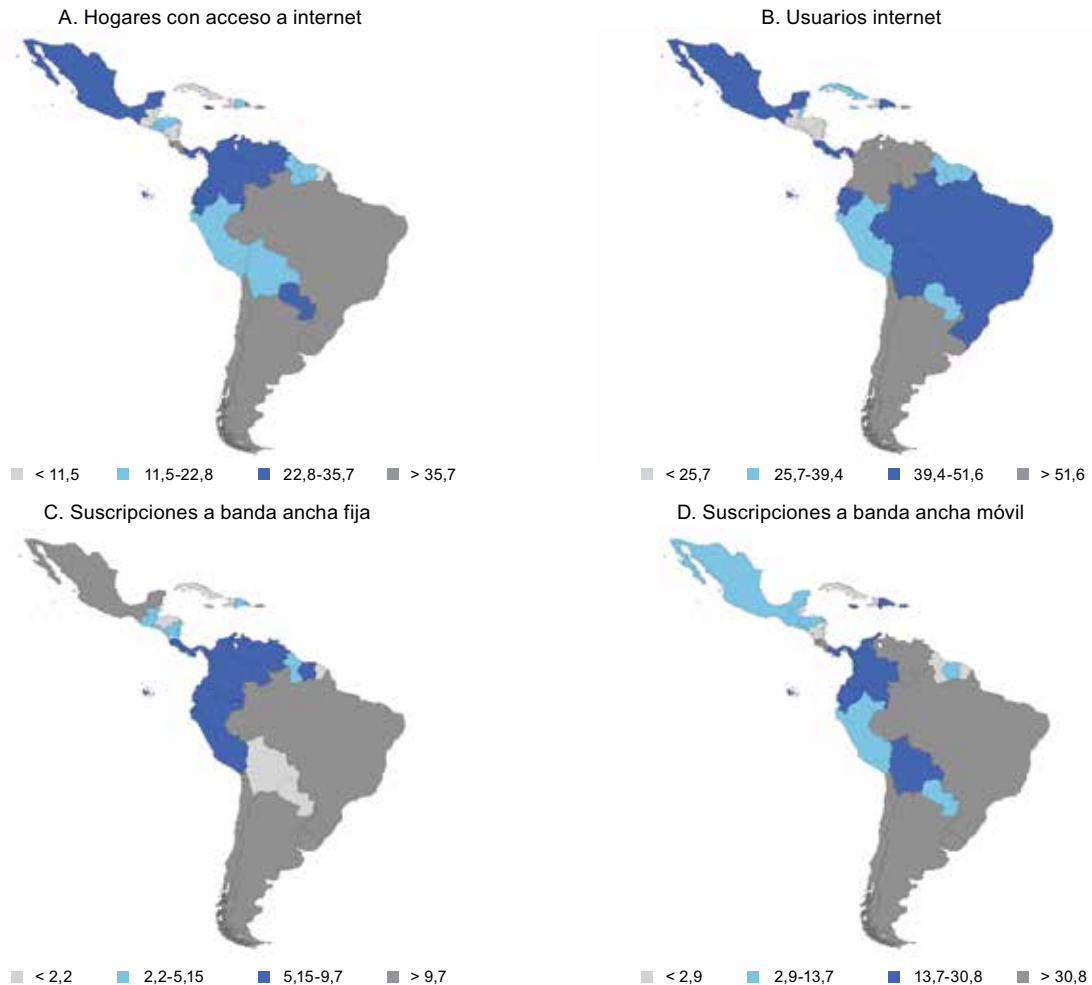 A. Hogares con acceso a internet
B. Usuarios internet
< 11,5 11,5-22,8 22,8-35,7 > 35,7
< 25,7 25,7-39,4 39,4-51,6 > 51,6
C. Suscripciones a banda ancha fija
D. Suscripciones a banda ancha móvil
< 2,2 2,2-5,15 5,15-9,7 > 9,7
< 2,9 2,9-13,7 13,7-30,8 > 30,8